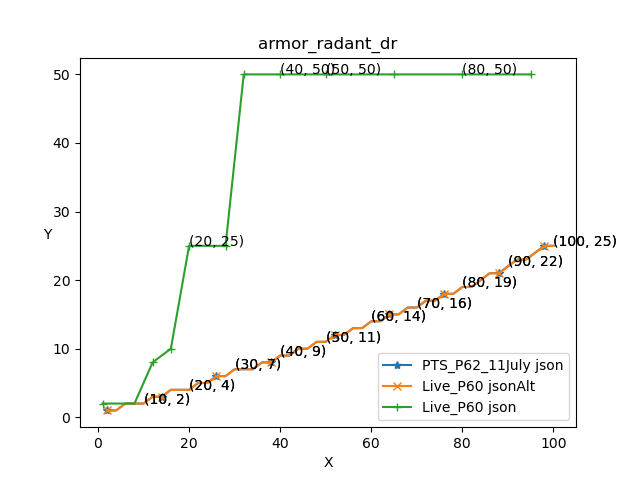 armor_radant_dr
50
40
30
20
10
0
Y
(40, 50)
(50, 50)
(80, 50)
(20, 25)
(100, 25)
(90, 22)
(80, 19)
(70, 16)
(60, 14)
(50, 11)
(40, 9)
(30, 7)
(20, 4)
(10, 2)
PTS_P62_11July json
Live_P60 jsonAlt
Live_P60 json
0 20 40 60 80 100
X